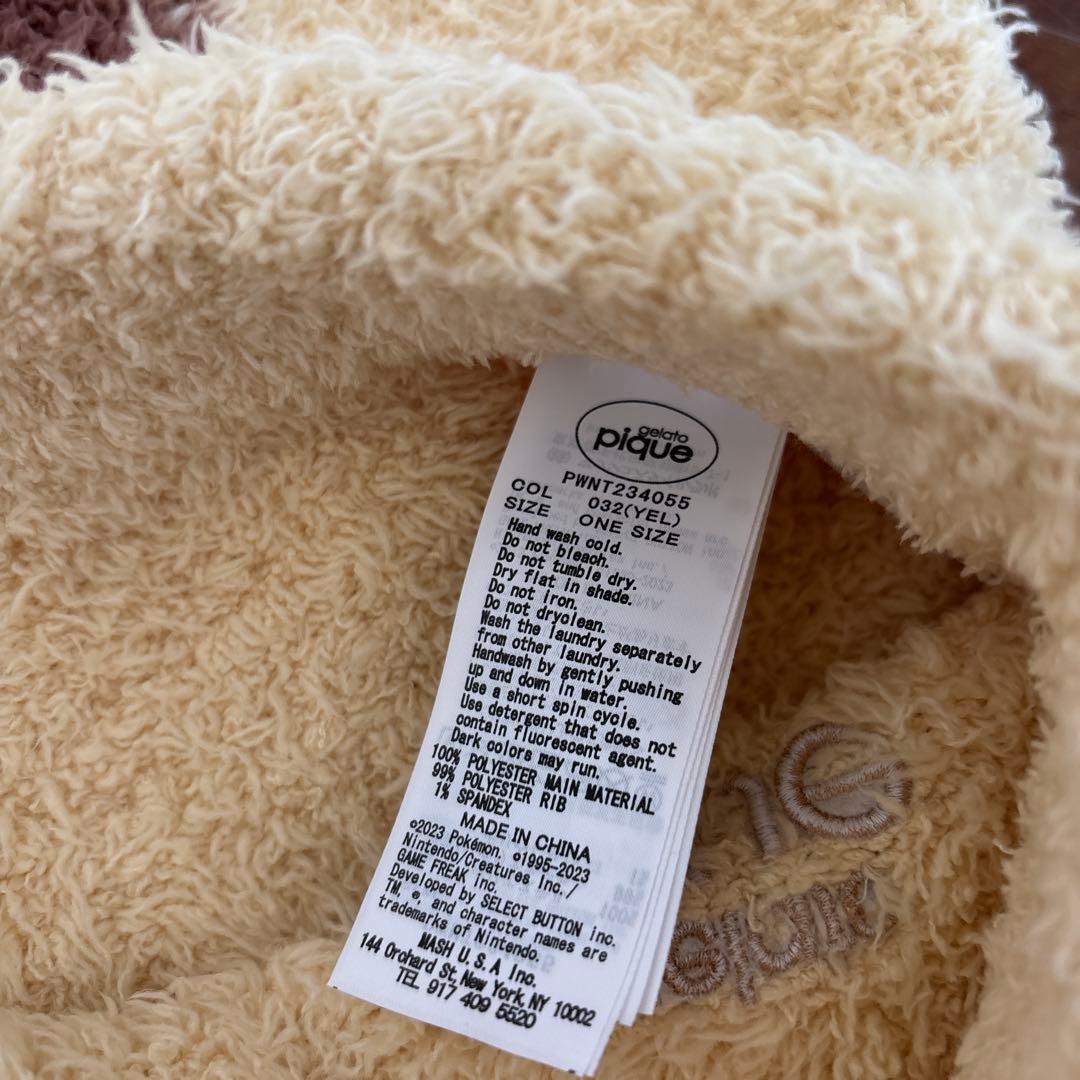 gelato
pique
PWNT234055
COL 032(YEL)
SIZE ONE SIZE
Hand wash cold.
Do not bleach.
Do not tumble dry.
Dry flat in shade.
Do not iron.
Do not dryclean.
Wash the laundry separately
from other laundry.
Handwash by gently pushing
up and down in water.
Use a short spin cycle.
Use detergent that does not
contain fluorescent agent.
Dark colors may run.
100% POLYESTER MAIN MATERIAL
99% POLYESTER RIB
1% SPANDEX
MADE IN CHINA
©2023 Pokémon. ©1995-2023
Nintendo/Creatures Inc./
GAME FREAK inc.
Developed by SELECT BUTTON inc.
TM, ®, and character names are
trademarks of Nintendo.
MASH U.S.A Inc.
144 Orchard St, New York, NY 10002
TEL 917 409 5520